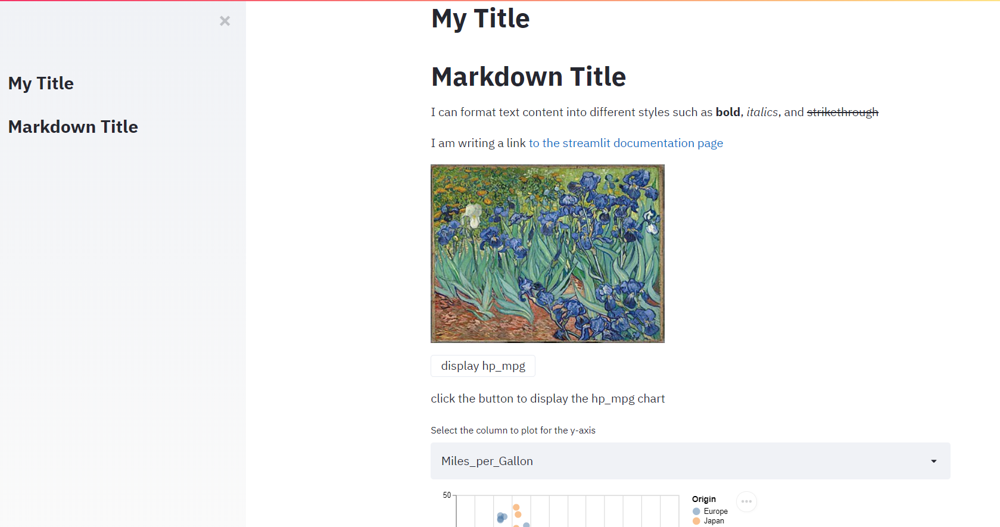 My Title
Markdown Title
My Title
Markdown Title
I can format text content into different styles such as bold, italics, and strikethrough
I am writing a link to the streamlit documentation page
display hp_mpg
click the button to display the hp_mpg chart
Select the column to plot for the y-axis
Miles_per_Gallon
50
Origin
Europe
Japan